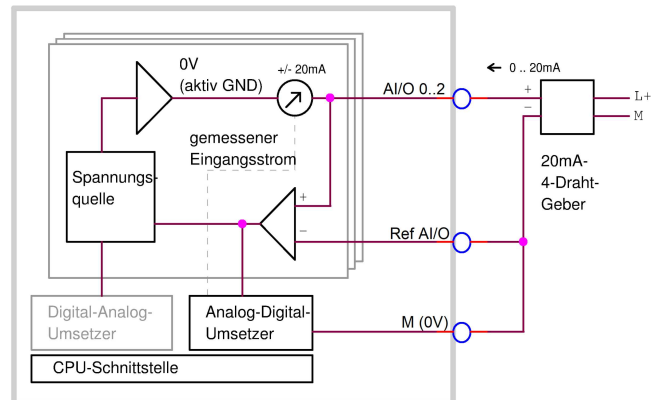 0V
(aktiv GND)
+/- 20mA
AI/O 0..2
← 0 .. 20mA
+
−
L+
M
gemessener
Eingangsstrom
Spannungs-
quelle
+
−
20mA-
4-Draht-
Geber
Ref AI/O
M (0V)
Digital-Analog-
Umsetzer
Analog-Digital-
Umsetzer
CPU-Schnittstelle